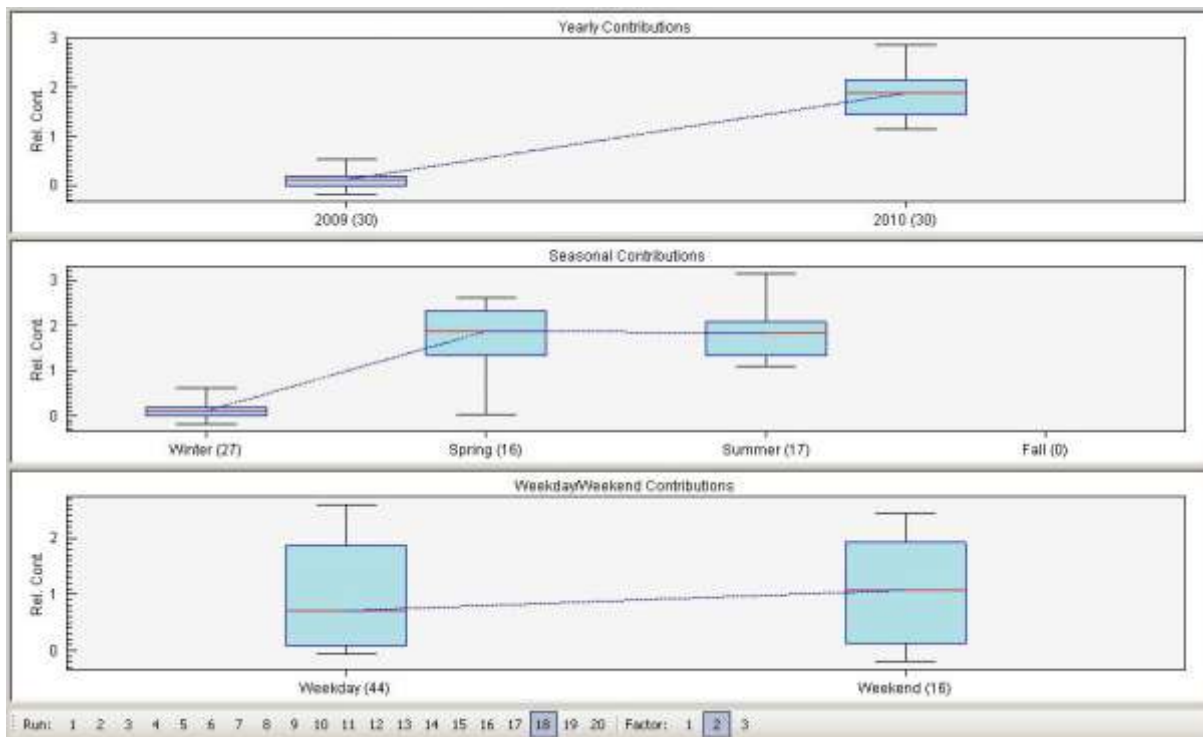 Yearly Contributions
3
2
1
0
Rel. Cont.
2009 (30) 2010 (30)
Seasonal Contributions
3
2
1
0
Rel. Cont.
Winter (27) Spring (16) Summer (17) Fall (0)
Weekday/Weekend Contributions
2
1
0
Rel. Cont.
Weekday (44) Weekend (16)
Run: 1 2 3 4 5 6 7 8 9 10 11 12 13 14 15 16 17 18 19 20 Factor: 1 2 3